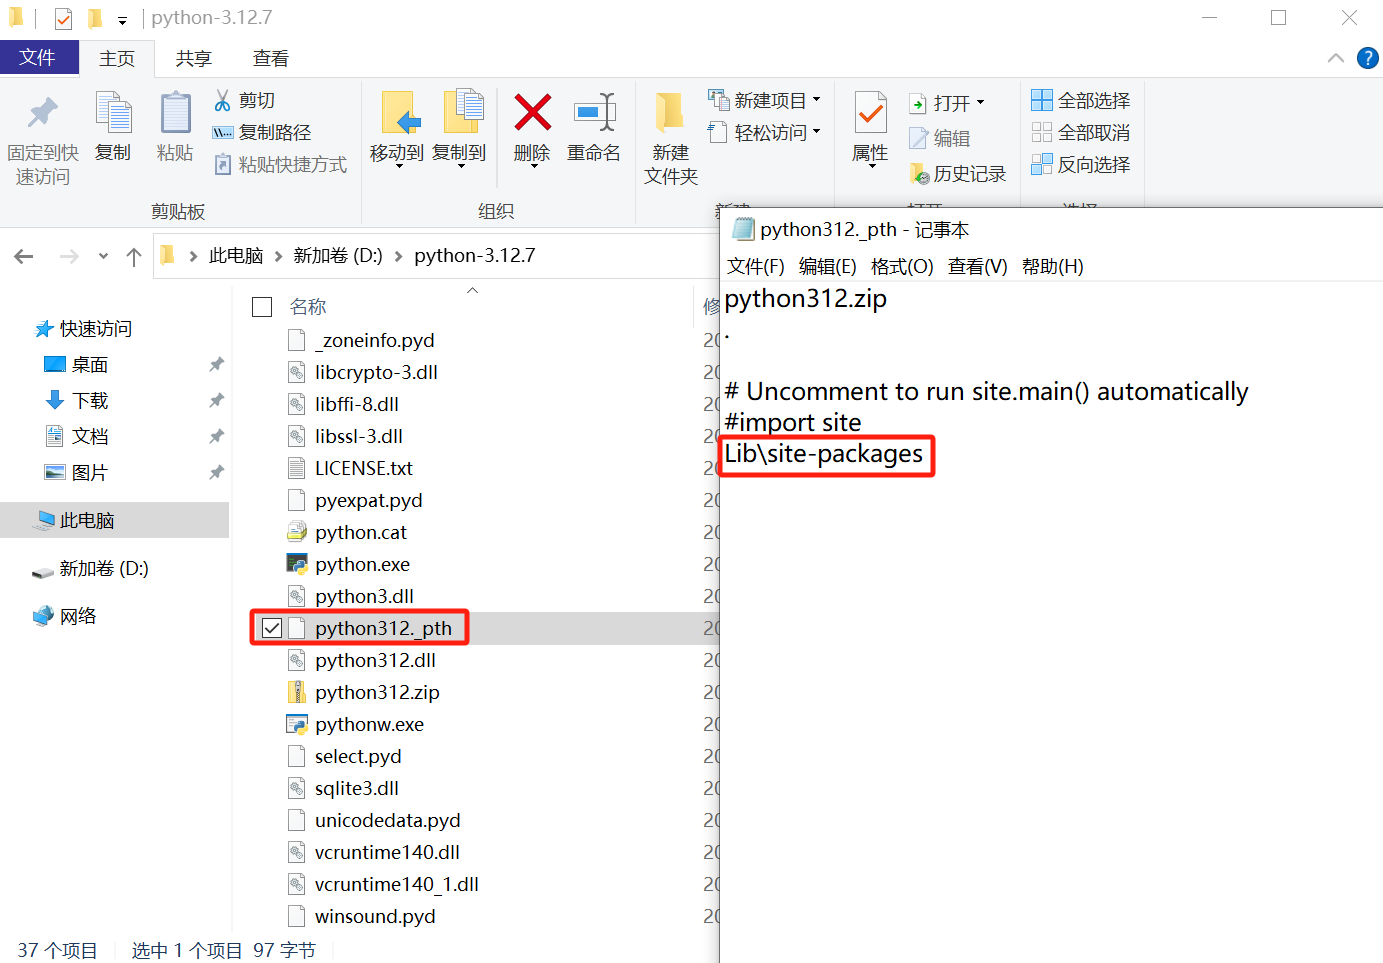 python-3.12.7
文件
主页
共享
查看
固定到快
速访问
复制
粘贴
剪切
复制路径
粘贴快捷方式
剪贴板
移动到
复制到
删除
重命名
组织
新建
文件夹
新建项目
轻松访问
属性
打开
编辑
历史记录
全部选择
全部取消
反向选择
此电脑
新加卷 (D:)
python-3.12.7
快速访问
桌面
下载
文档
图片
此电脑
新加卷 (D:)
网络
名称
修
_zoneinfo.pyd
libcrypto-3.dll
libffi-8.dll
libssl-3.dll
LICENSE.txt
pyexpat.pyd
python.cat
python.exe
python3.dll
python312._pth
python312.dll
python312.zip
pythonw.exe
select.pyd
sqlite3.dll
unicodedata.pyd
vcruntime140.dll
vcruntime140_1.dll
winsound.pyd
37 个项目
选中 1 个项目 97 字节
python312._pth - 记事本
文件(F) 编辑(E) 格式(O) 查看(V) 帮助(H)
python312.zip
.
# Uncomment to run site.main() automatically
#import site
Lib\site-packages